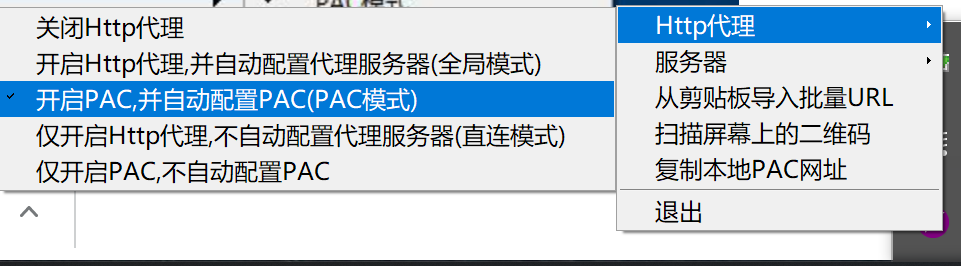 PAC模式
关闭Http代理
开启Http代理,并自动配置代理服务器(全局模式)
开启PAC,并自动配置PAC(PAC模式)
仅开启Http代理,不自动配置代理服务器(直连模式)
仅开启PAC,不自动配置PAC
Http代理
服务器
从剪贴板导入批量URL
扫描屏幕上的二维码
复制本地PAC网址
退出